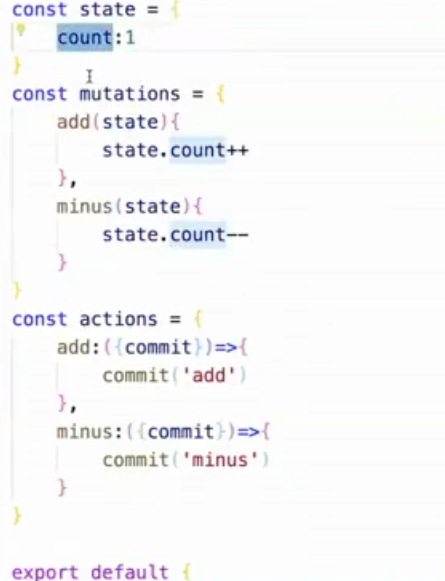 const state = {
    count:1
}
const mutations = {
    add(state){
        state.count++
    },
    minus(state){
        state.count--
    }
}
const actions = {
    add:({commit})=>{
        commit('add')
    },
    minus:({commit})=>{
        commit('minus')
    }
}
export default {